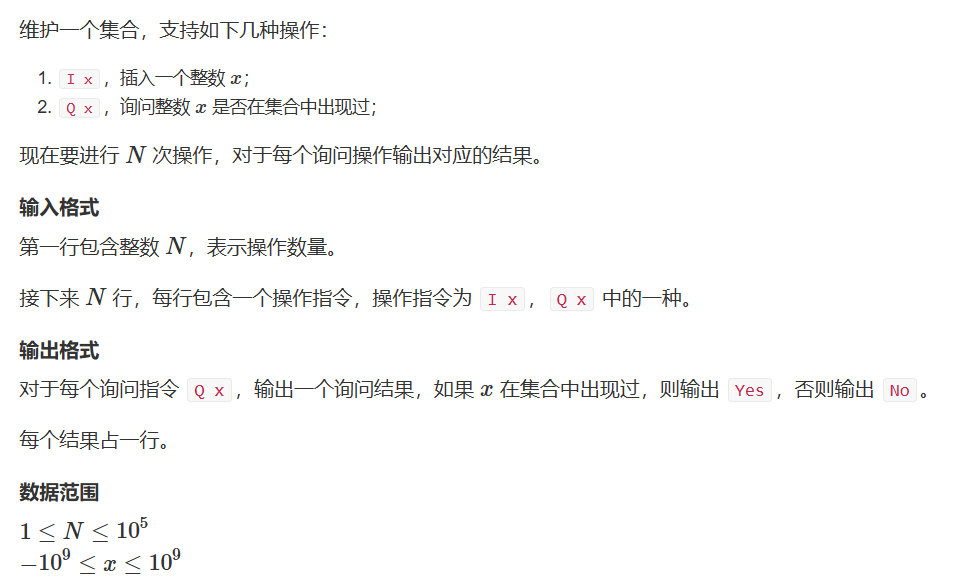 维护一个集合，支持如下几种操作：
1. I x，插入一个整数 x；
2. Q x，询问整数 x 是否在集合中出现过；
现在要进行 N 次操作，对于每个询问操作输出对应的结果。
输入格式
第一行包含整数 N，表示操作数量。
接下来 N 行，每行包含一个操作指令，操作指令为 I x，Q x 中的一种。
输出格式
对于每个询问指令 Q x，输出一个询问结果，如果 x 在集合中出现过，则输出 Yes，否则输出 No。
每个结果占一行。
数据范围
1 ≤ N ≤ 10^5
−10^9 ≤ x ≤ 10^9